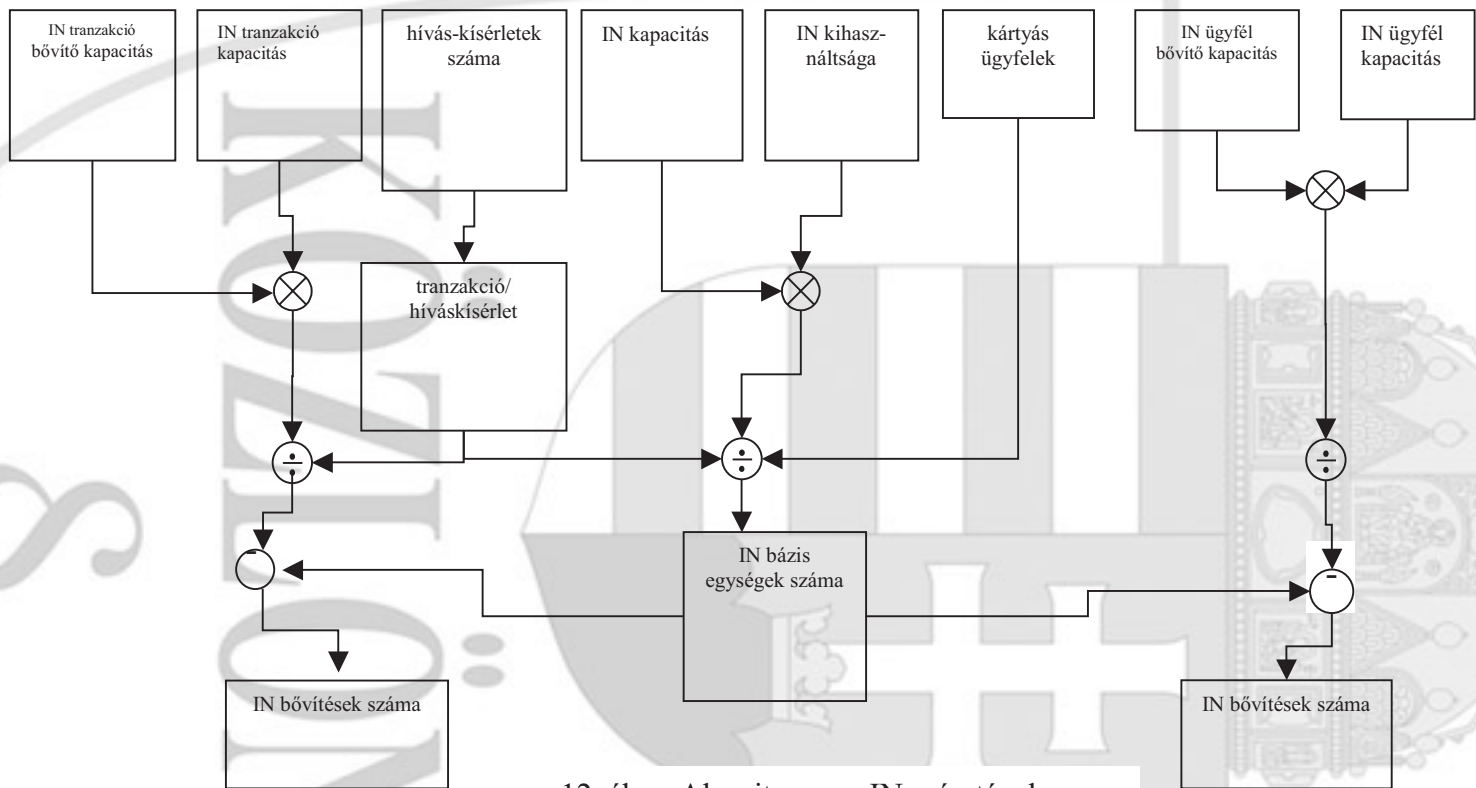 IN tranzakció
bővítő kapacitás
IN tranzakció
kapacitás
hívás-kísérletek
száma
IN kapacitás
IN kihasz-
náltsága
kártyás
ügyfelek
IN ügyfél
bővítő kapacitás
IN ügyfél
kapacitás
tranzakció/
híváskísérlet
IN bázis
egységek száma
IN bővítések száma
IN bővítések száma
KÖZLÖN
S